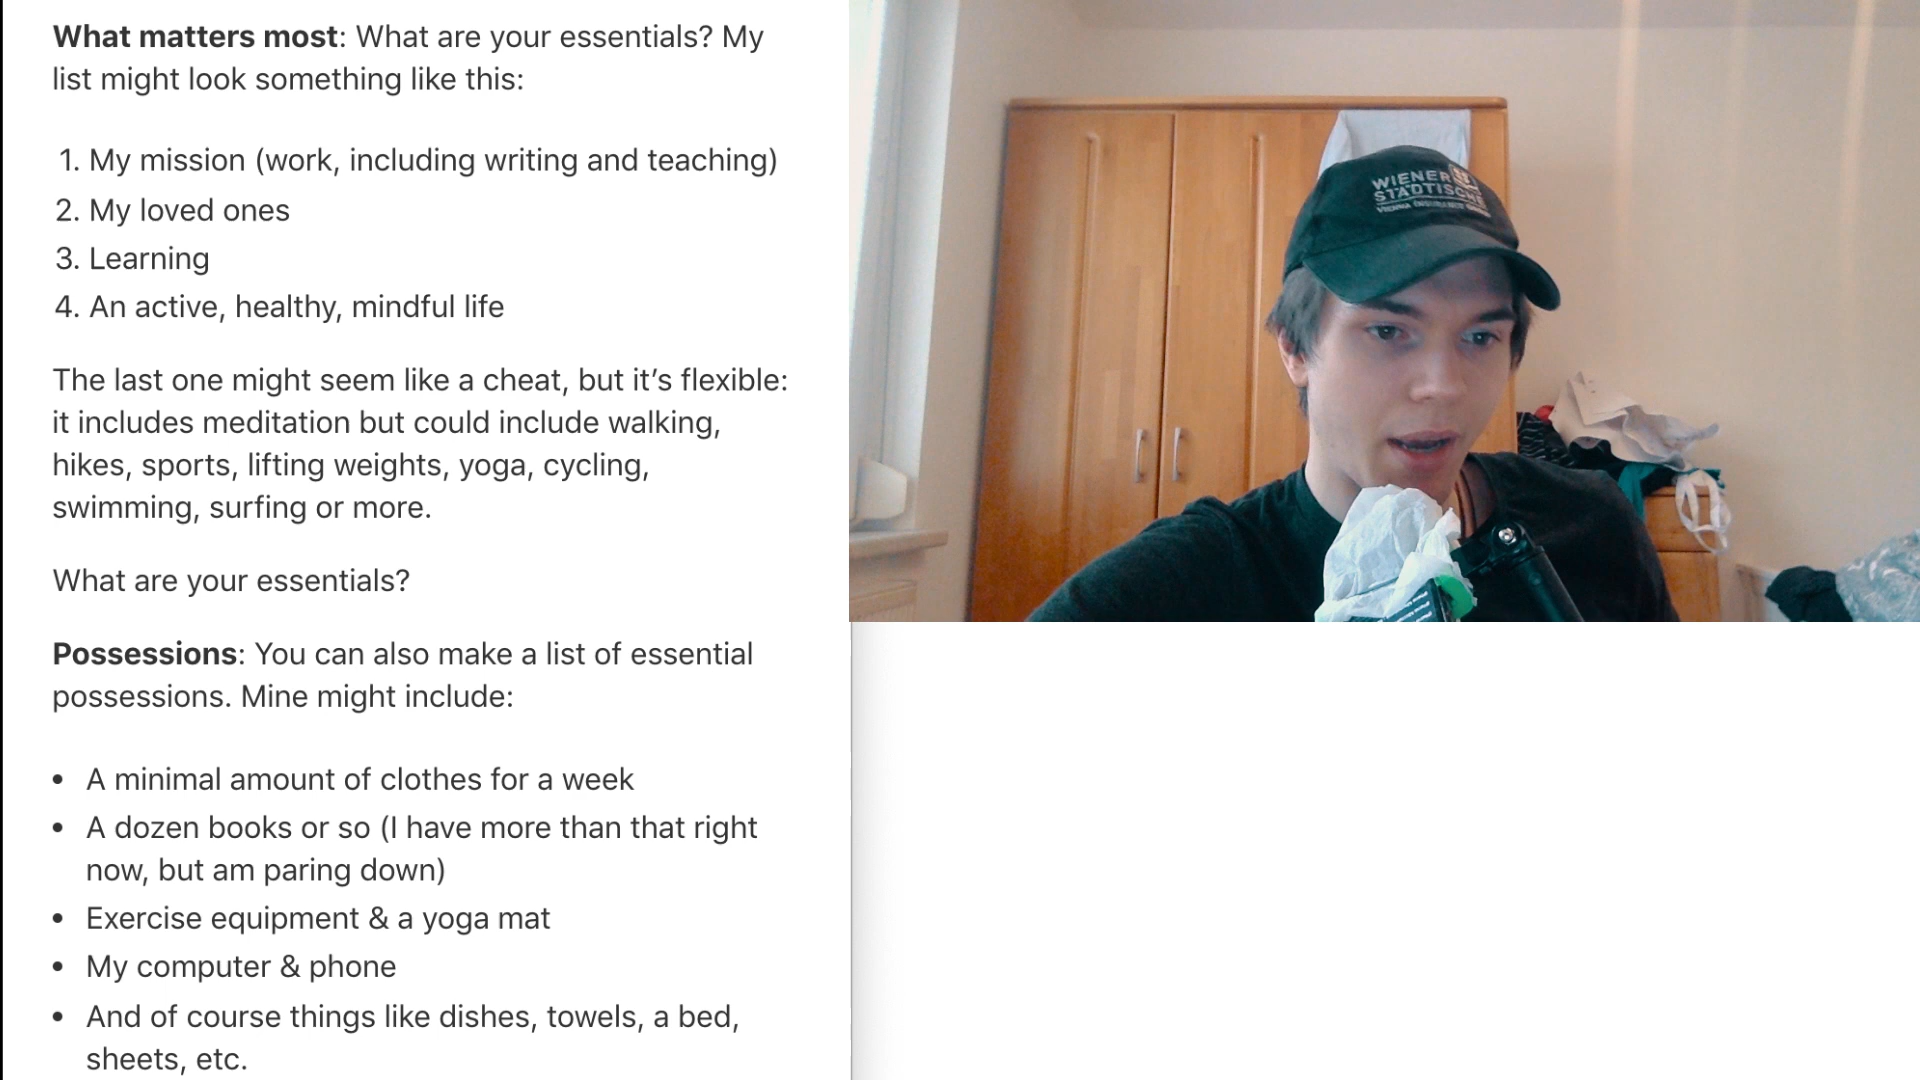 What matters most: What are your essentials? My
list might look something like this:
1. My mission (work, including writing and teaching)
2. My loved ones
3. Learning
4. An active, healthy, mindful life
The last one might seem like a cheat, but it’s flexible:
it includes meditation but could include walking,
hikes, sports, lifting weights, yoga, cycling,
swimming, surfing or more.
What are your essentials?
Possessions: You can also make a list of essential
possessions. Mine might include:
• A minimal amount of clothes for a week
• A dozen books or so (I have more than that right
now, but am paring down)
• Exercise equipment & a yoga mat
• My computer & phone
• And of course things like dishes, towels, a bed,
sheets, etc.
WIENER
STÄDTISCHE
VIENNA INSURANCE GROUP